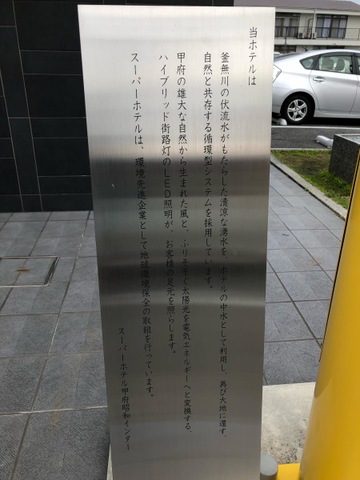 当ホテルは
釜無川の伏流水がもたらした清涼な湧水を、ホテルの中水として利用し、再び大地に還す、
自然と共存する循環型システムを採用しています。
甲府の雄大な自然から生まれた風と、ふりそそぐ太陽光を電気エネルギーへと変換する、
ハイブリッド街路灯のLED照明が、お客様の足元を照らします。
スーパーホテルは、環境先進企業として地球環境保全の取組を行っています。
スーパーホテル甲府昭和インター